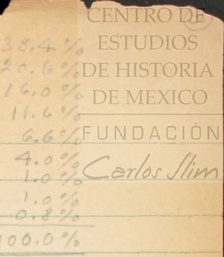 38.4%
20.6%
16.0%
11.6%
6.6%
4.0%
1.0%
1.0%
0.8%
100.0%
CENTRO DE
ESTUDIOS
DE HISTORIA
DE MEXICO
FUNDACIÓN
Carlos Slim